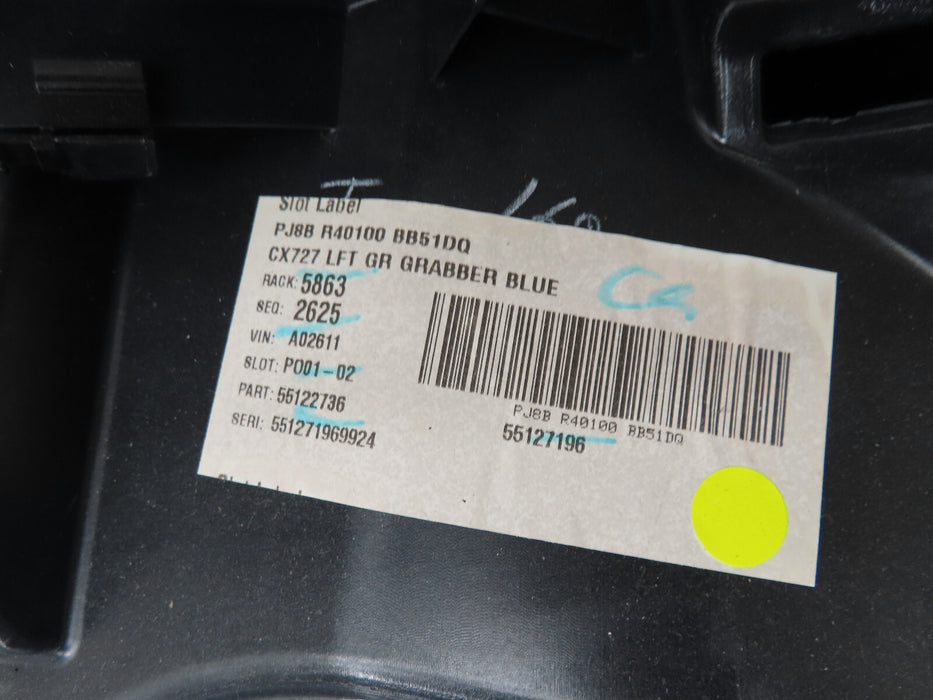 Slot Label
PJ8B R40100 BB51DQ
CX727 LFT GR GRABBER BLUE
RACK: 5863
SEQ: 2625
VIN: A02611
SLOT: P001-02
PART: 55122736
SERI: 551271969924
PJ8B R40100 BB51DQ
55127196